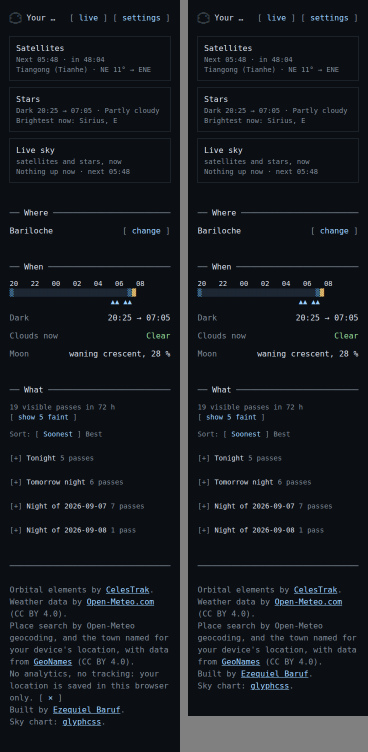 Your … [ live ] [ settings ]
Satellites
Next 05:48 · in 48:04
Tiangong (Tianhe) · NE 11° → ENE
Stars
Dark 20:25 → 07:05 · Partly cloudy
Brightest now: Sirius, E
Live sky
satellites and stars, now
Nothing up now · next 05:48
Where
Bariloche [ change ]
When
20 22 00 02 04 06 08
Dark 20:25 → 07:05
Clouds now Clear
Moon waning crescent, 28 %
What
19 visible passes in 72 h
[ show 5 faint ]
Sort: [ Soonest ] Best
[+] Tonight 5 passes
[+] Tomorrow night 6 passes
[+] Night of 2026-09-07 7 passes
[+] Night of 2026-09-08 1 pass
Orbital elements by CelesTrak.
Weather data by Open-Meteo.com
(CC BY 4.0).
Place search by Open-Meteo
geocoding, and the town named for
your device's location, with data
from GeoNames (CC BY 4.0).
No analytics, no tracking: your
location is saved in this browser
only. [ × ]
Built by Ezequiel Baruf.
Sky chart: glyphcss.
Your … [ live ] [ settings ]
Satellites
Next 05:48 · in 48:04
Tiangong (Tianhe) · NE 11° → ENE
Stars
Dark 20:25 → 07:05 · Partly cloudy
Brightest now: Sirius, E
Live sky
satellites and stars, now
Nothing up now · next 05:48
Where
Bariloche [ change ]
When
20 22 00 02 04 06 08
Dark 20:25 → 07:05
Clouds now Clear
Moon waning crescent, 28 %
What
19 visible passes in 72 h
[ show 5 faint ]
Sort: [ Soonest ] Best
[+] Tonight 5 passes
[+] Tomorrow night 6 passes
[+] Night of 2026-09-07 7 passes
[+] Night of 2026-09-08 1 pass
Orbital elements by CelesTrak.
Weather data by Open-Meteo.com
(CC BY 4.0).
Place search by Open-Meteo
geocoding, and the town named for
your device's location, with data
from GeoNames (CC BY 4.0).
Built by Ezequiel Baruf.
Sky chart: glyphcss.